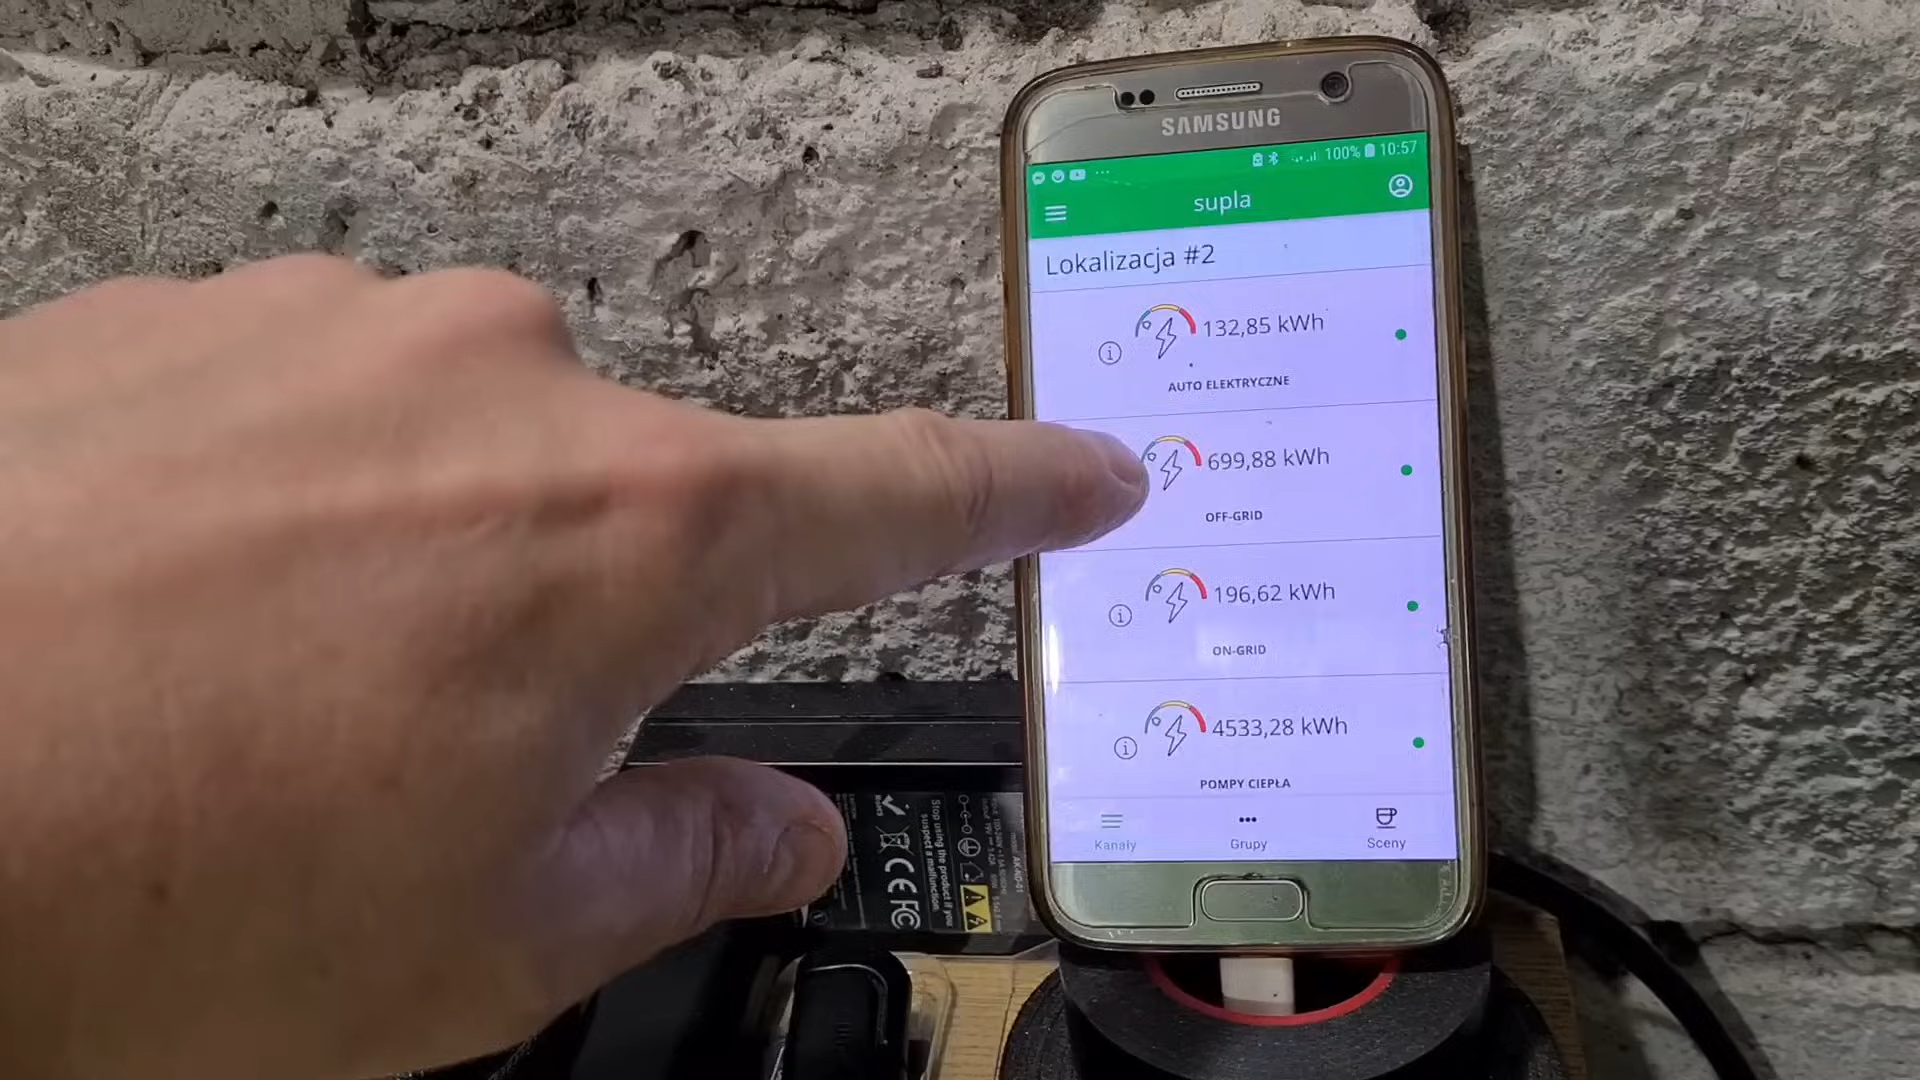 SAMSUNG
100% 10:57
supla
Lokalizacja #2
132,85 kWh
AUTO ELEKTRYCZNE
699,88 kWh
OFF-GRID
196,62 kWh
ON-GRID
4533,28 kWh
POMPY CIEPŁA
Kanały
Grupy
Sceny
Stop using the product if you
suspect a malfunction.
CE FC
RoHS